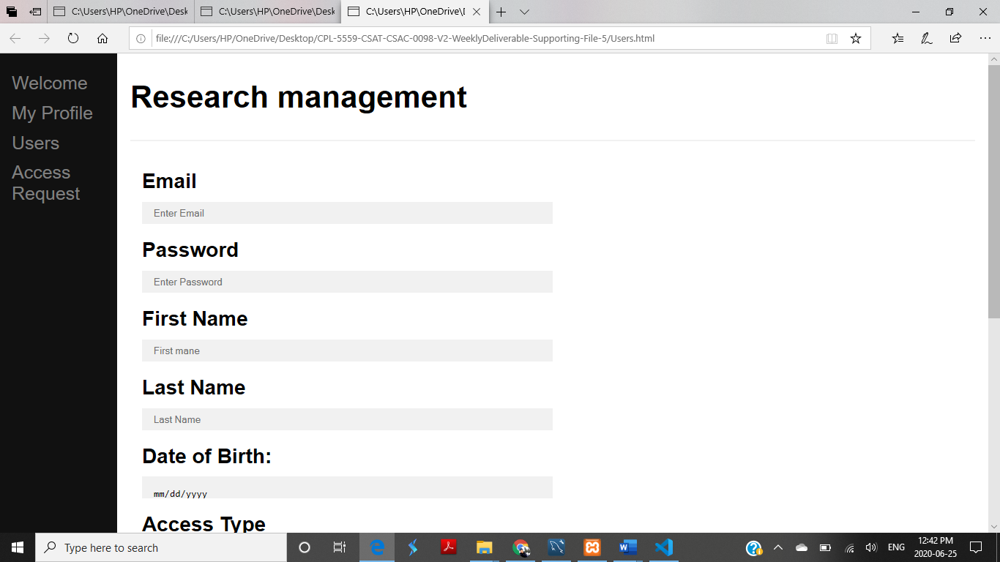 C:\Users\HP\OneDrive\Desk
C:\Users\HP\OneDrive\Desk
C:\Users\HP\OneDrive\D
file:///C:/Users/HP/OneDrive/Desktop/CPL-5559-CSAT-CSAC-0098-V2-WeeklyDeliverable-Supporting-File-5/Users.html
Welcome
My Profile
Users
Access
Request
Research management
Email
Enter Email
Password
Enter Password
First Name
First mane
Last Name
Last Name
Date of Birth:
mm/dd/yyyy
Access Type
Type here to search
ENG
12:42 PM
2020-06-25